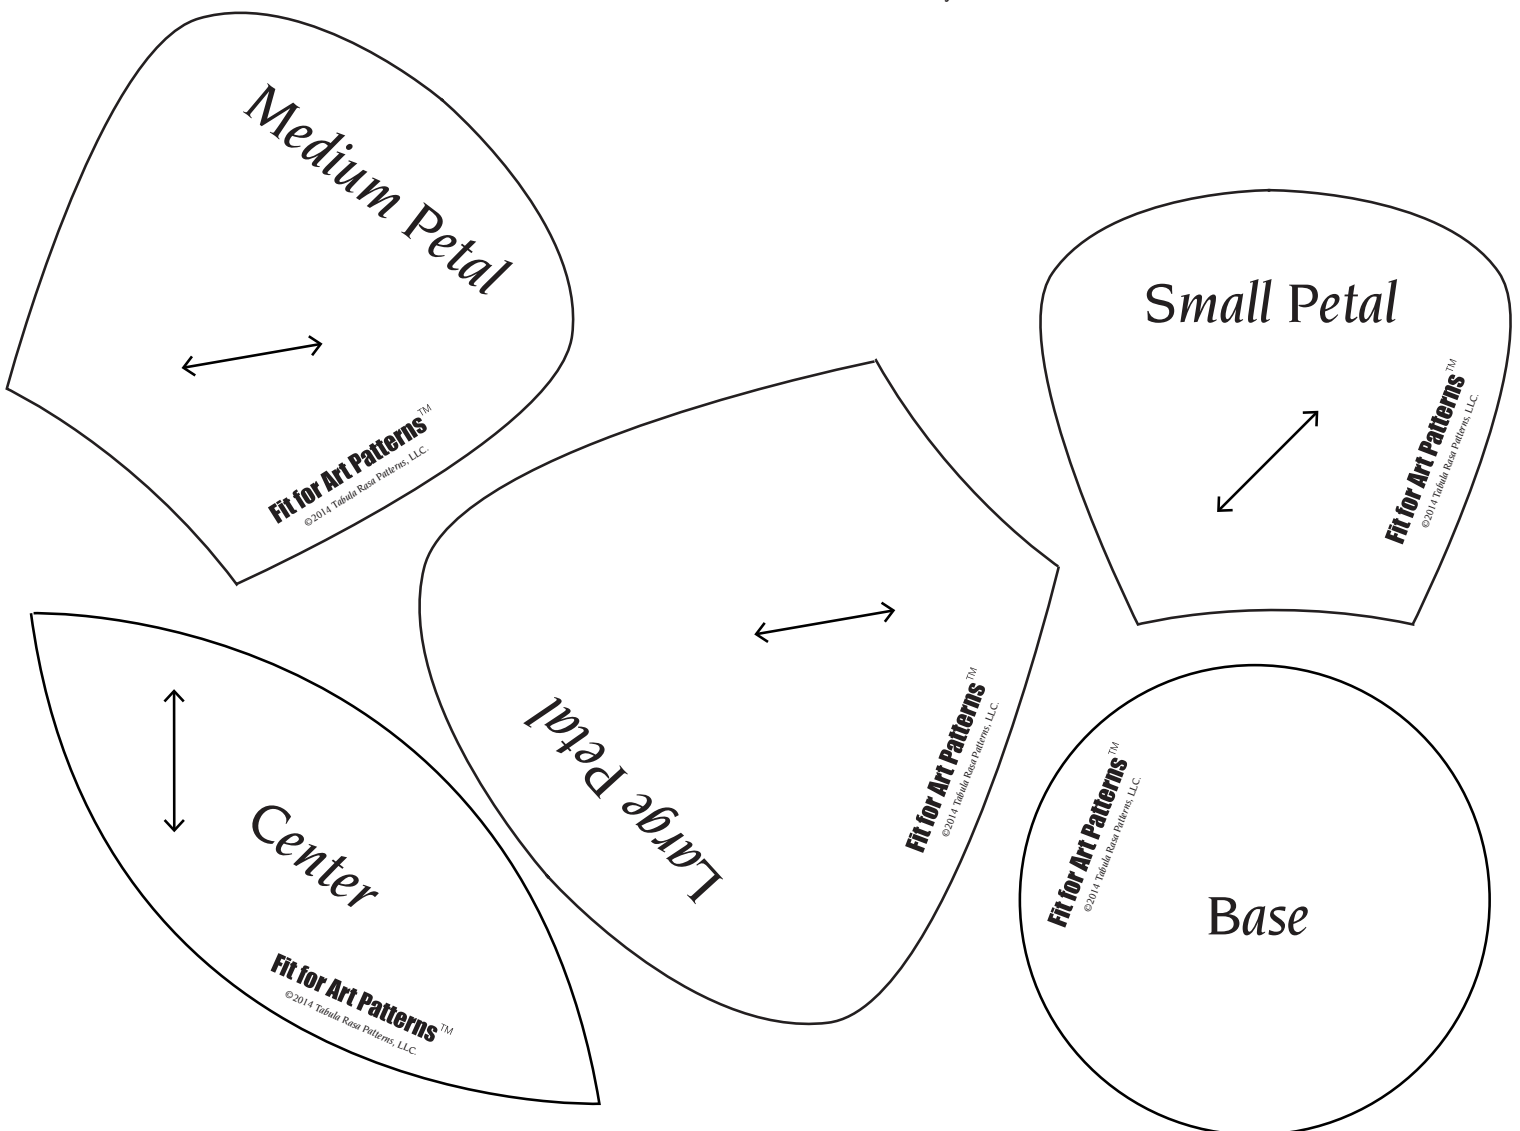 Medium Petal
Fit for Art Patterns™
©2014 Tabula Rasa Patterns, LLC.
Small Petal
Fit for Art Patterns™
©2014 Tabula Rasa Patterns, LLC.
Large Petal
Fit for Art Patterns™
©2014 Tabula Rasa Patterns, LLC.
Center
Fit for Art Patterns™
©2014 Tabula Rasa Patterns, LLC.
Base
Fit for Art Patterns™
©2014 Tabula Rasa Patterns, LLC.